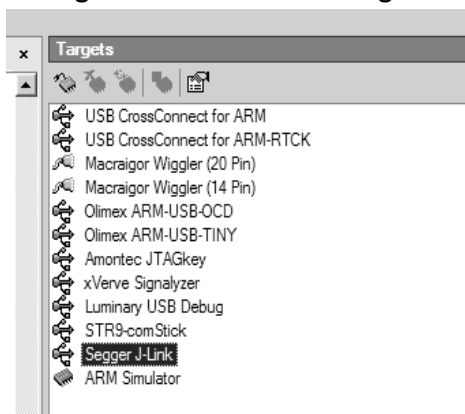 Targets
USB CrossConnect for ARM
USB CrossConnect for ARM-RTCK
Macraigor Wiggler (20 Pin)
Macraigor Wiggler (14 Pin)
Olimex ARM-USB-OCD
Olimex ARM-USB-TINY
Amontec JTAGkey
xVerve Signalyzer
Luminary USB Debug
STR9-comStick
Segger J-Link
ARM Simulator